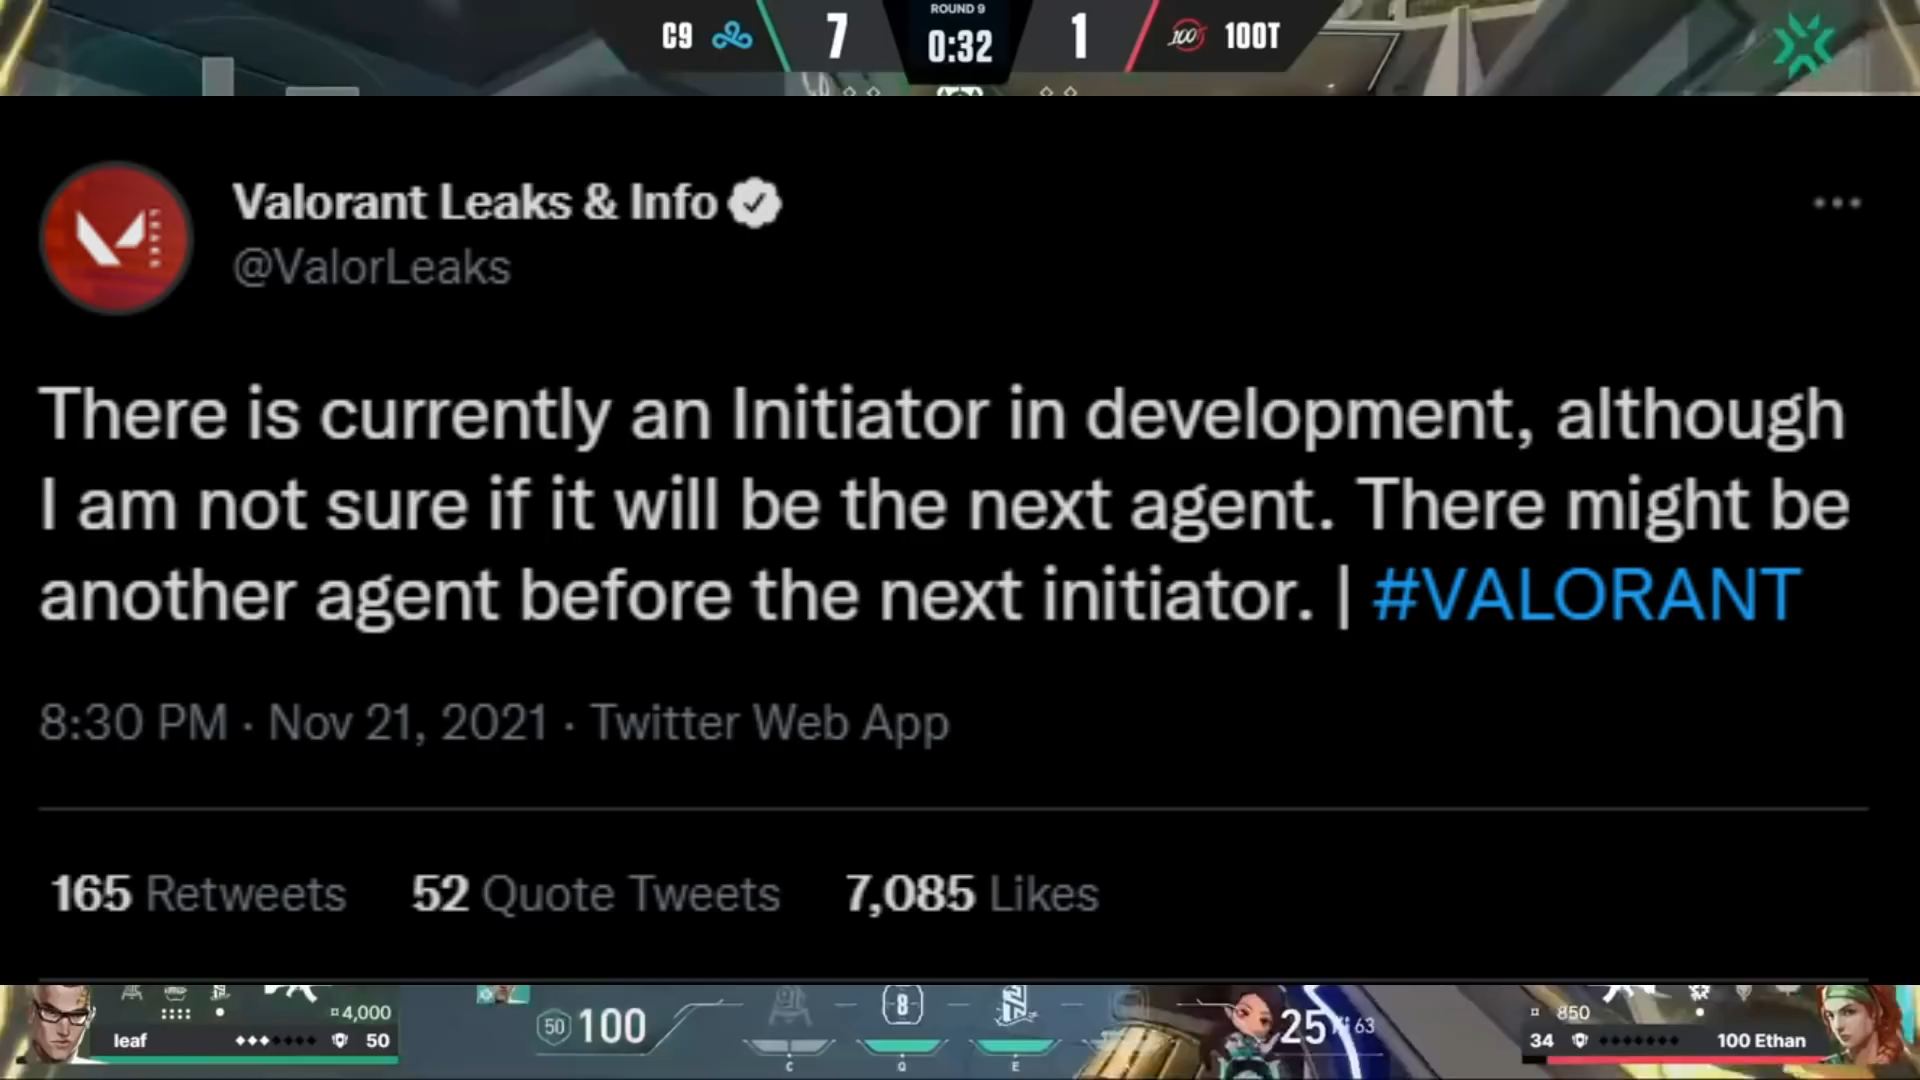 C9 7 ROUND 9 0:32 1 100 100T
Valorant Leaks & Info
@ValorLeaks
There is currently an Initiator in development, although
I am not sure if it will be the next agent. There might be
another agent before the next initiator. | #VALORANT
8:30 PM · Nov 21, 2021 · Twitter Web App
165 Retweets 52 Quote Tweets 7,085 Likes
4,000
leaf 50
50 100
8
C Q E
25 63
850
34 100 Ethan